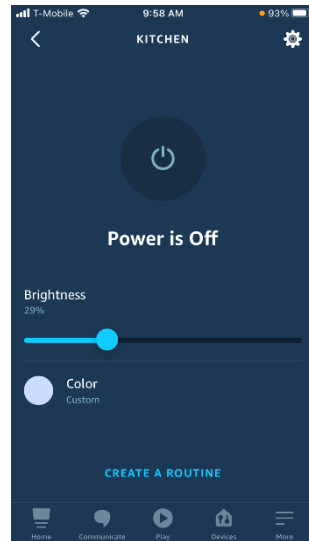 T-Mobile 9:58 AM 93%
KITCHEN
Power is Off
Brightness
29%
Color
Custom
CREATE A ROUTINE
Home Communicate Play Devices More